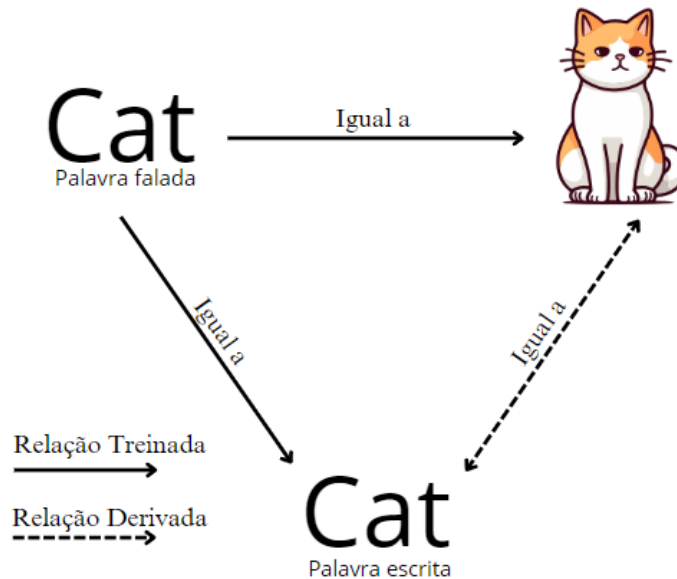 Igual a
Cat
Palavra falada
Igual a
Igual a
Relação Treinada
Relação Derivada
Cat
Palavra escrita